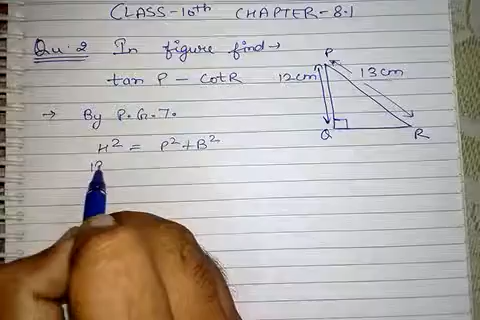 CLASS-10th CHAPTER-8.1
Qu.2 In figure find→
tan P - cot R
→ By P.G.T.
H² = P²+B²
P
12cm
13cm
Q
R